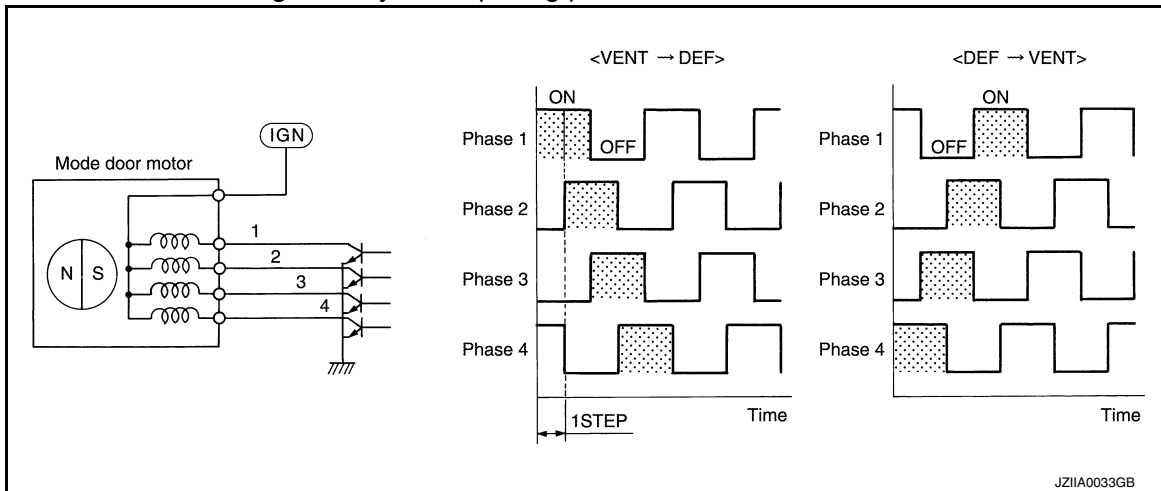 Mode door motor
IGN
N S
1
2
3
4
<VENT → DEF>
ON
Phase 1
OFF
Phase 2
Phase 3
Phase 4
Time
1STEP
<DEF → VENT>
ON
Phase 1
OFF
Phase 2
Phase 3
Phase 4
Time
JZIIA0033GB